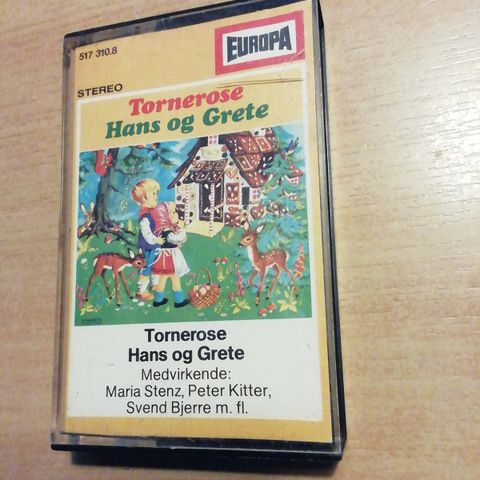 517 310.8
EUROPA
STEREO
Tornerose
Hans og Grete
Tornerose
Hans og Grete
Medvirkende:
Maria Stenz, Peter Kitter,
Svend Bjerre m. fl.